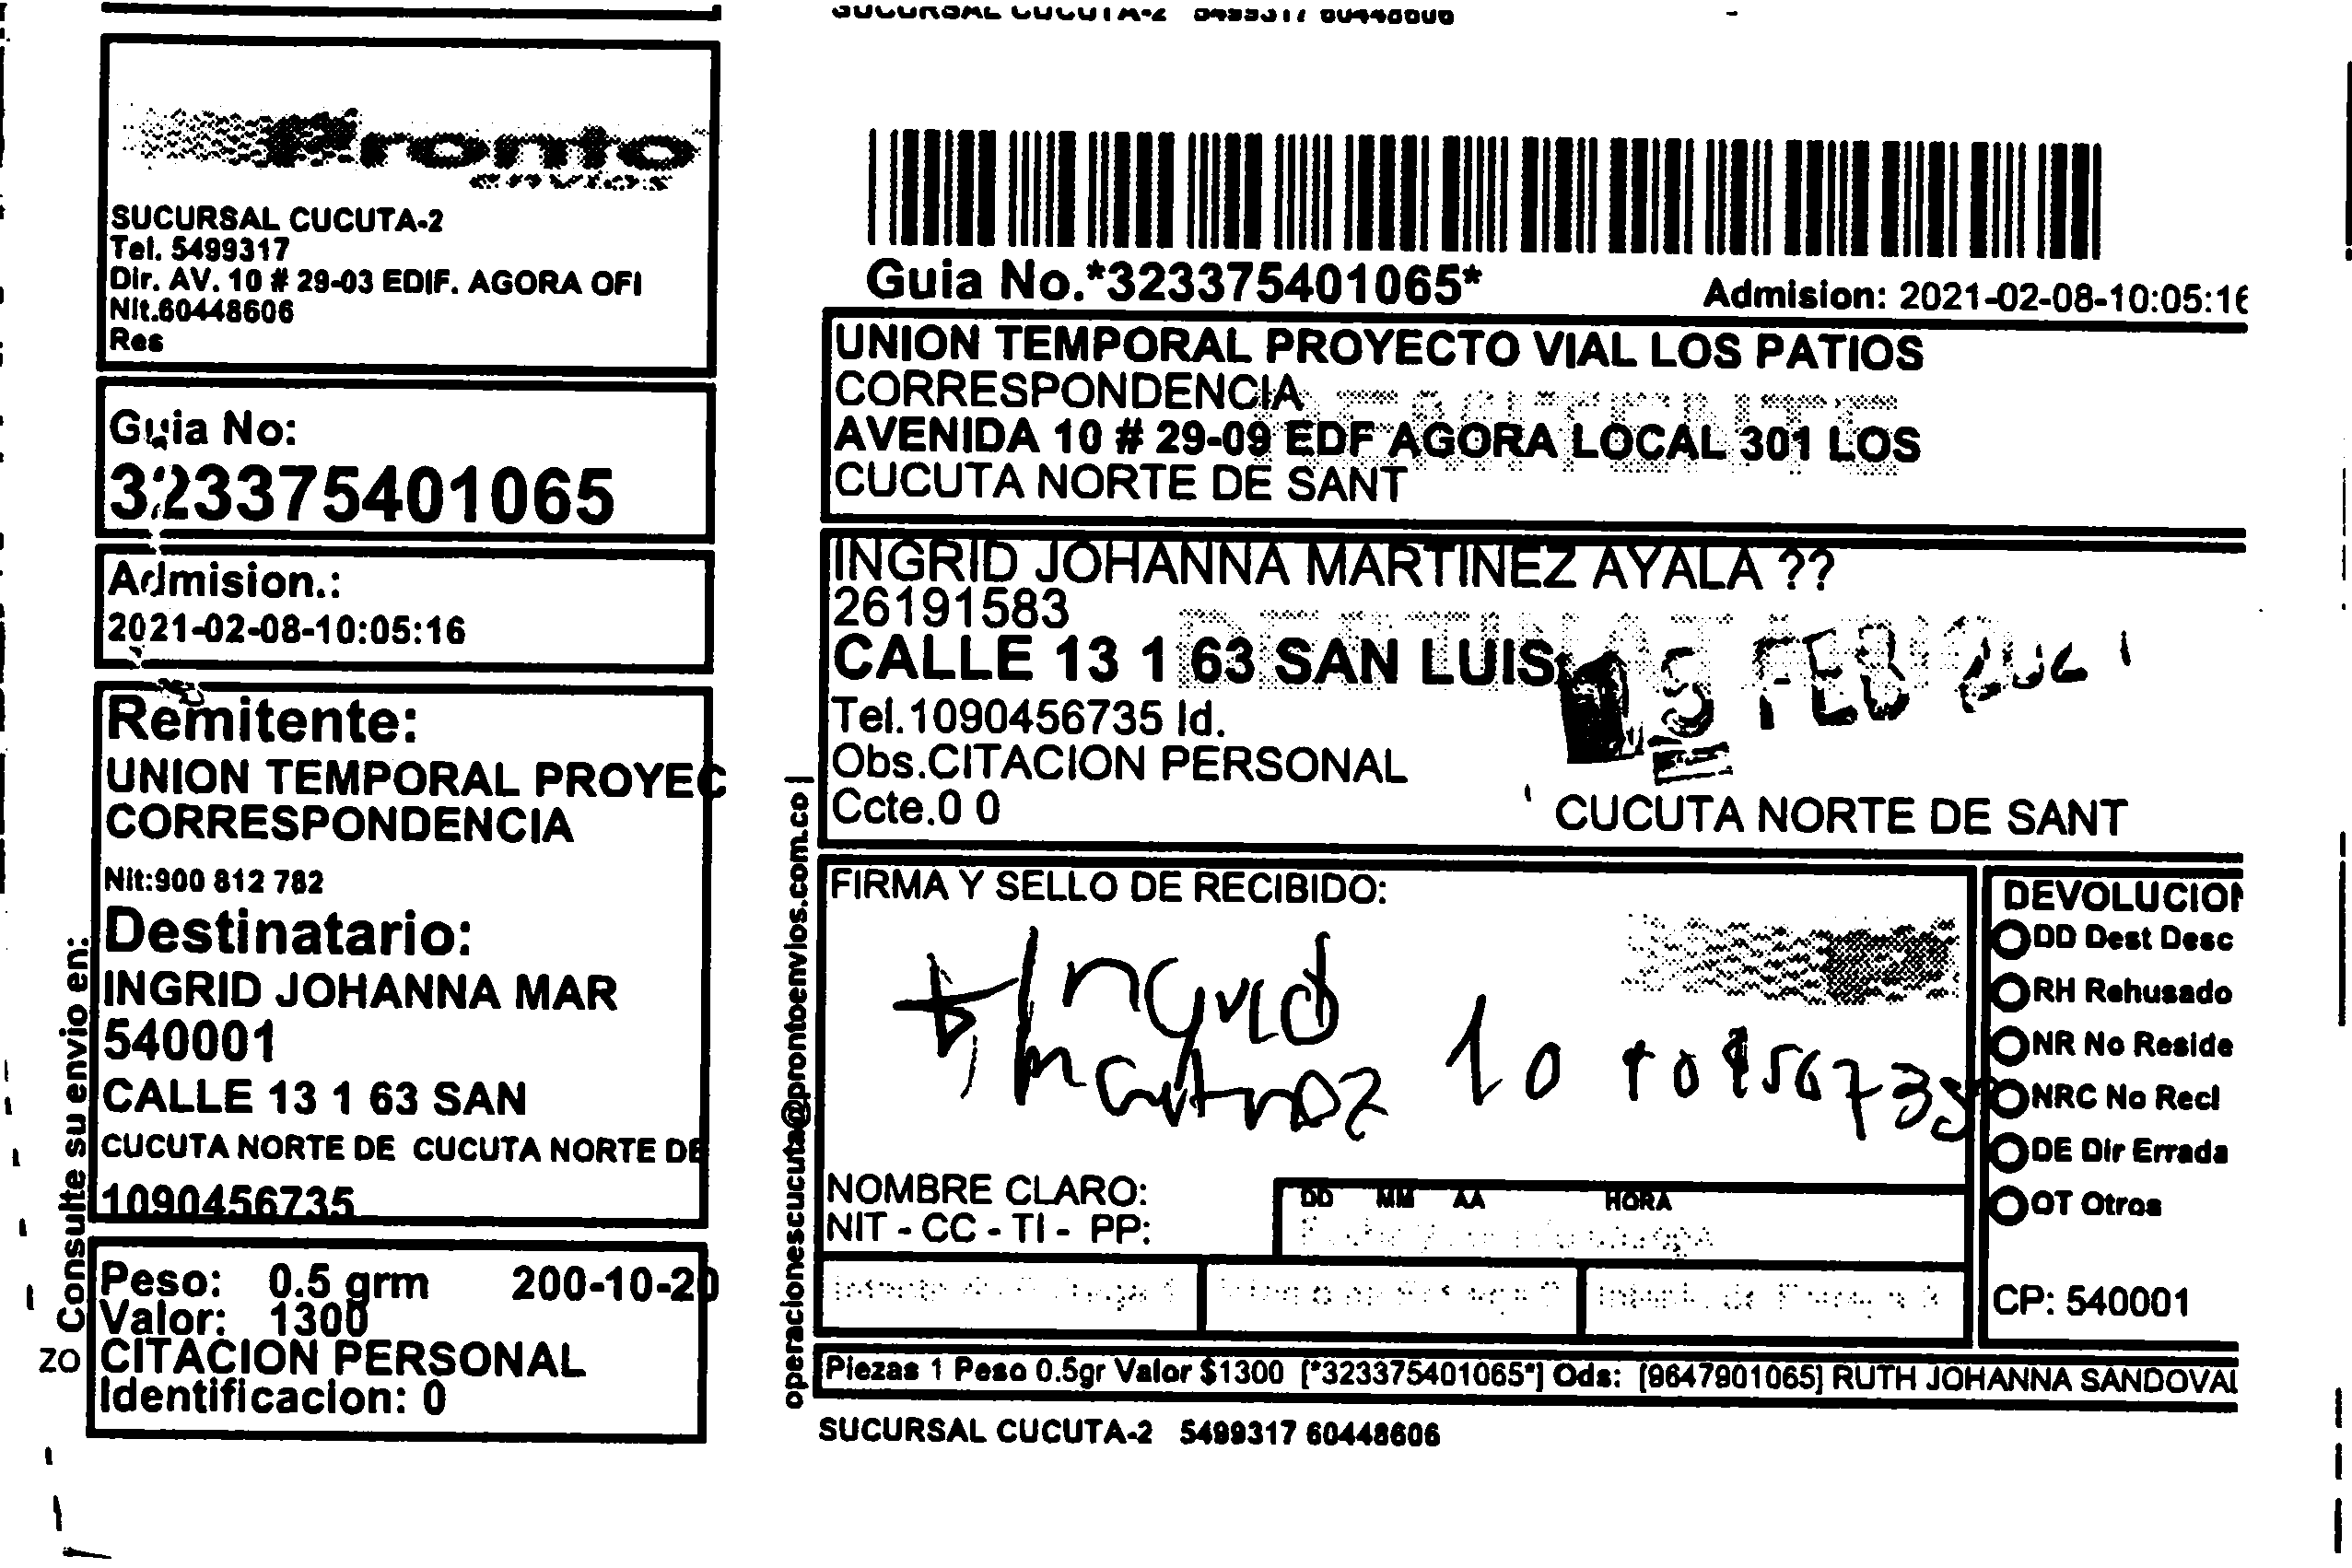 Pronto
envios
SUCURSAL CUCUTA-2
Tel. 5499317
Dir. AV. 10 # 29-03 EDIF. AGORA OFI
Nit.60448606
Res
Guia No:
323375401065
Admision.:
2021-02-08-10:05:16
Remitente:
UNION TEMPORAL PROYEC
CORRESPONDENCIA
Nit:900 812 782
Destinatario:
INGRID JOHANNA MAR
540001
CALLE 13 1 63 SAN
CUCUTA NORTE DE CUCUTA NORTE DE
1090456735
Peso: 0.5 grm 200-10-20
Valor: 1300
CITACION PERSONAL
Identificacion: 0
Consulte su envio en:
ZO
operacionescucuta@prontoenvios.com.co |
SUCURSAL CUCUTA-2 5499317 60448606
Guia No.*323375401065*
Admision: 2021-02-08-10:05:16
UNION TEMPORAL PROYECTO VIAL LOS PATIOS
CORRESPONDENCIA
REMITENTE
AVENIDA 10 # 29-09 EDF AGORA LOCAL 301 LOS
CUCUTA NORTE DE SANT
INGRID JOHANNA MARTINEZ AYALA ??
26191583
DESTINATARIO
CALLE 13 1 63 SAN LUIS
FEB 2021
Tel.1090456735 Id.
Obs.CITACION PERSONAL
Ccte.0 0
CUCUTA NORTE DE SANT
FIRMA Y SELLO DE RECIBIDO:
Ingrid
Martinez 1090456735
NOMBRE CLARO:
NIT - CC - TI - PP:
DD MM AA HORA
DEVOLUCION
DD Dest Desc
RH Rehusado
NR No Reside
NRC No Recl
DE Dir Errada
OT Otros
CP: 540001
Piezas 1 Peso 0.5gr Valor $1300 [*323375401065*] Ods: [9647901065] RUTH JOHANNA SANDOVAL
SUCURSAL CUCUTA-2 5499317 60448606